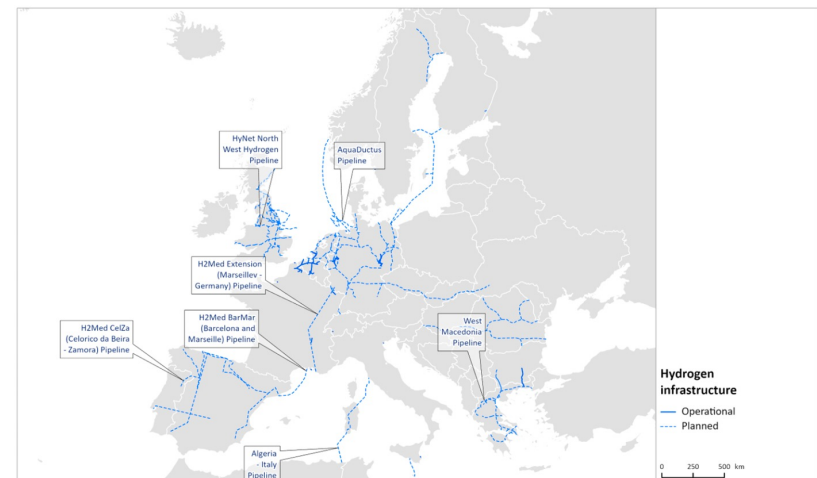 HyNet North
West Hydrogen
Pipeline
AquaDuctus
Pipeline
H2Med Extension
(Marseillev -
Germany) Pipeline
H2Med CelZa
(Celorico da Beira
- Zamora) Pipeline
H2Med BarMar
(Barcelona and
Marseille) Pipeline
West
Macedonia
Pipeline
Algeria
- Italy
Pipeline
Hydrogen
infrastructure
Operational
Planned
0 250 500 km